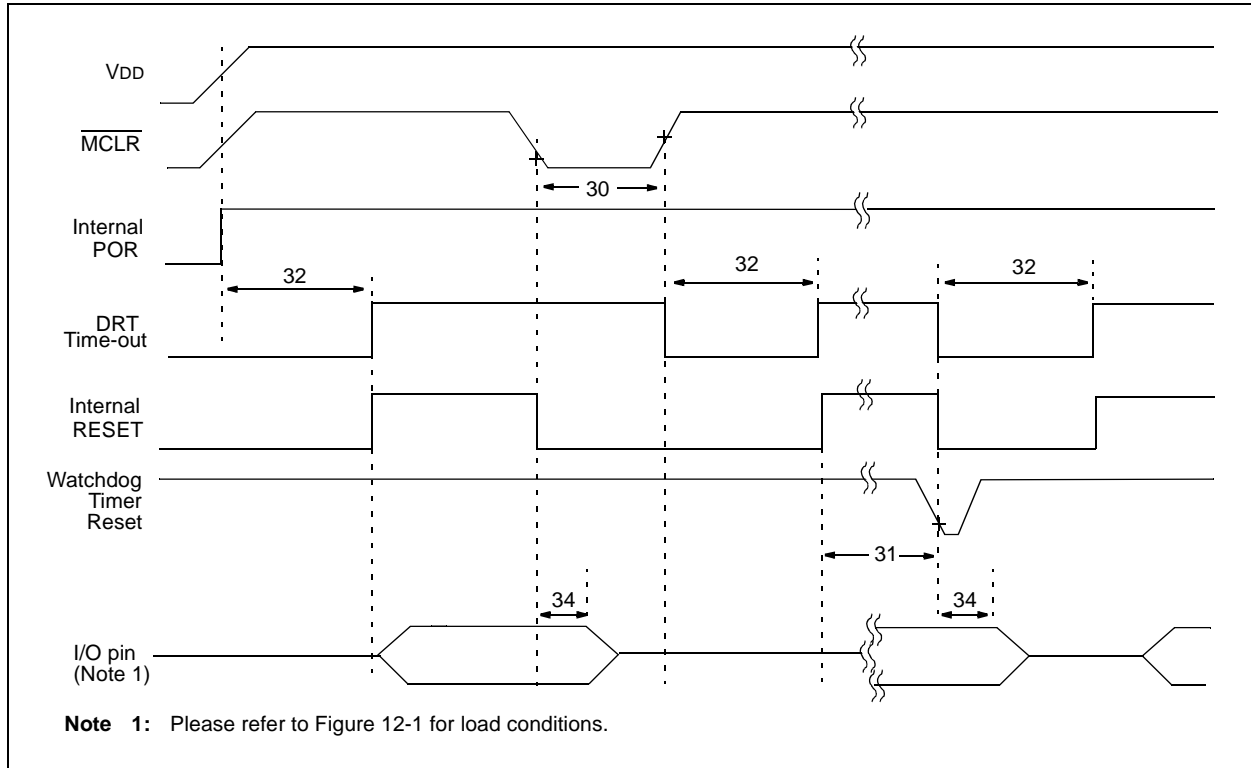 VDD
MCLR
30
Internal
POR
32
32
32
DRT
Time-out
Internal
RESET
Watchdog
Timer
Reset
31
34
34
I/O pin
(Note 1)
Note 1: Please refer to Figure 12-1 for load conditions.